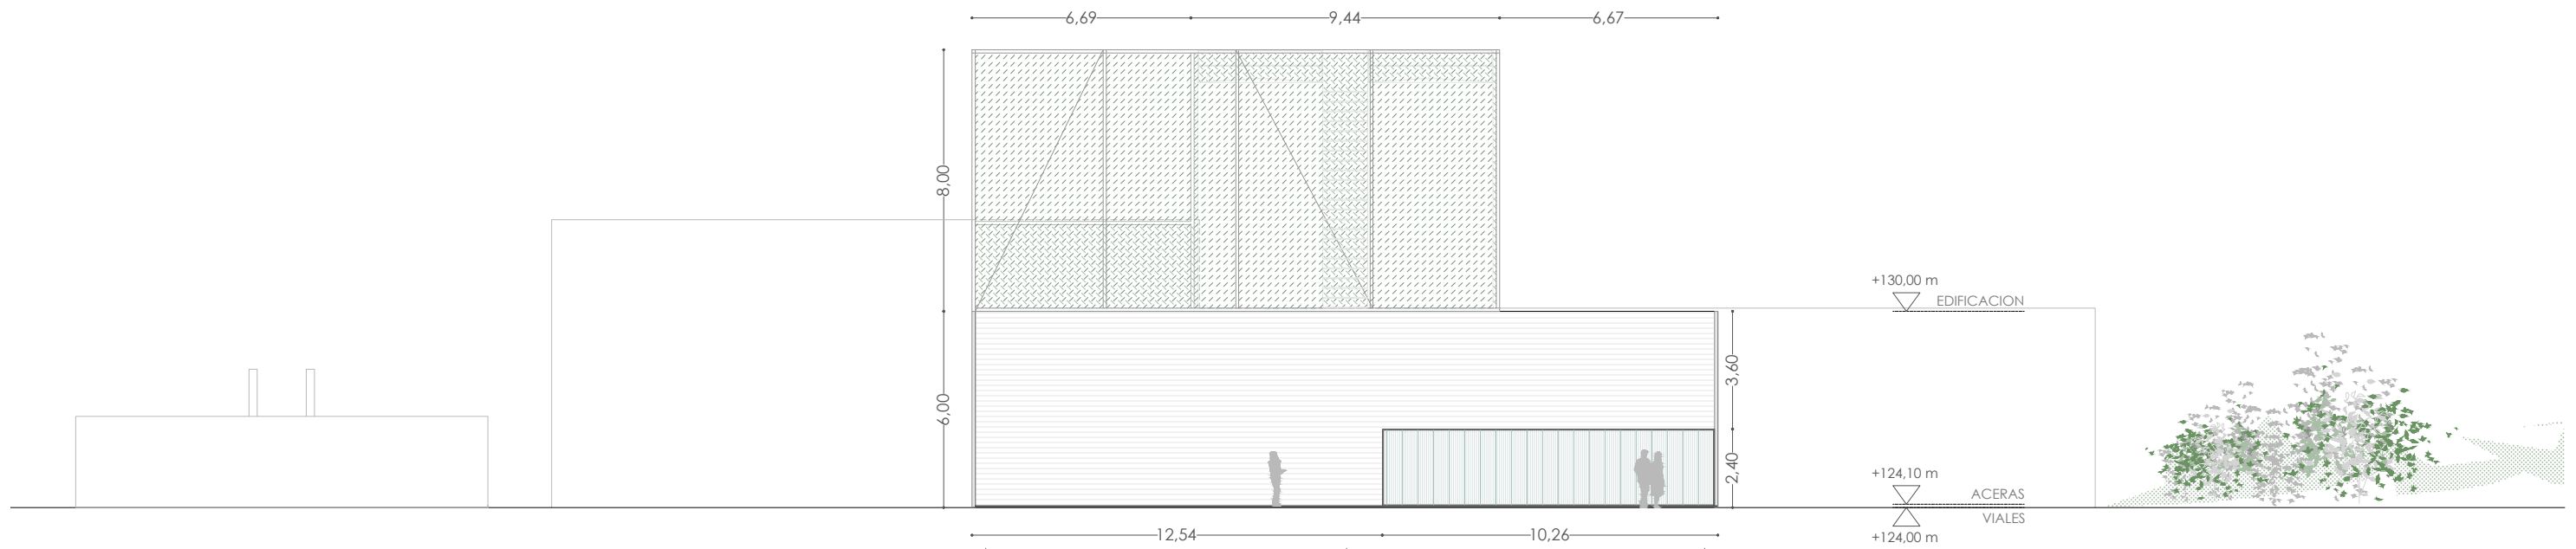 6,69
9,44
6,67
8,00
+130,00 m
EDIFICACION
3,60
6,00
2,40
+124,10 m
ACERAS
VIALES
+124,00 m
12,54
10,26